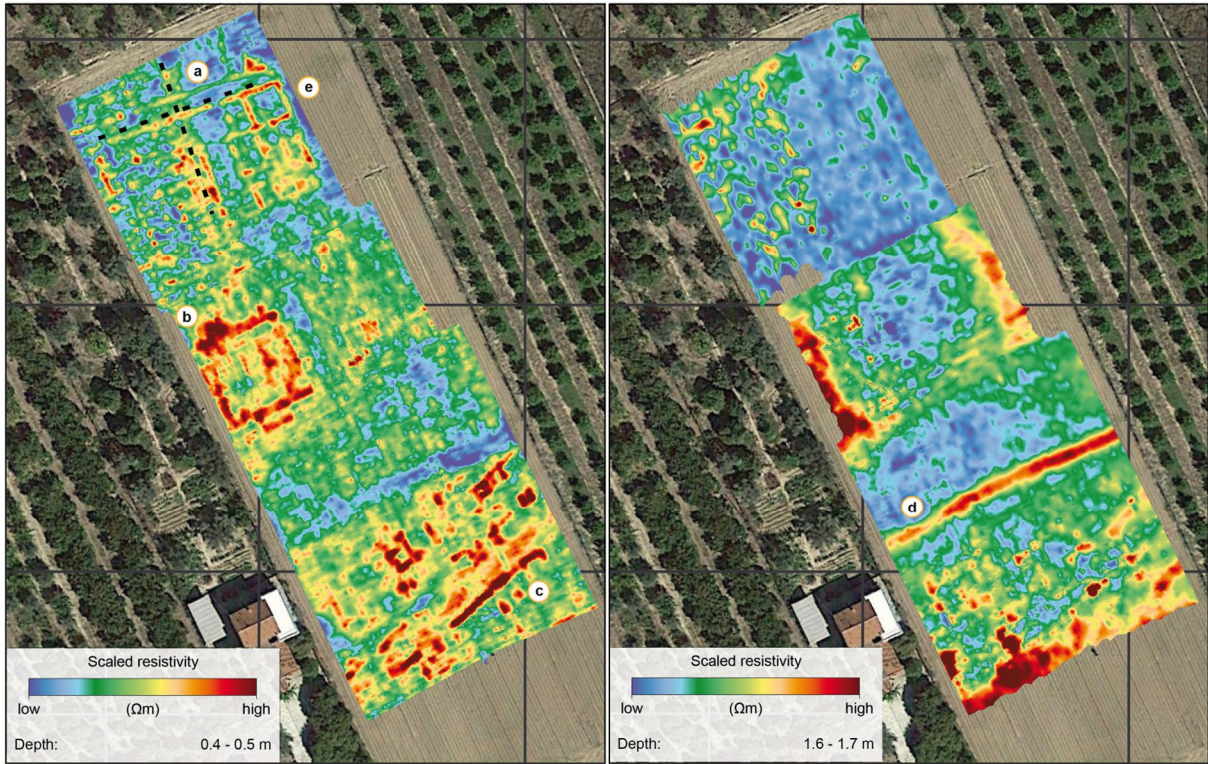 a
e
b
c
Scaled resistivity
low (Ωm) high
Depth: 0.4 - 0.5 m
d
Scaled resistivity
low (Ωm) high
Depth: 1.6 - 1.7 m